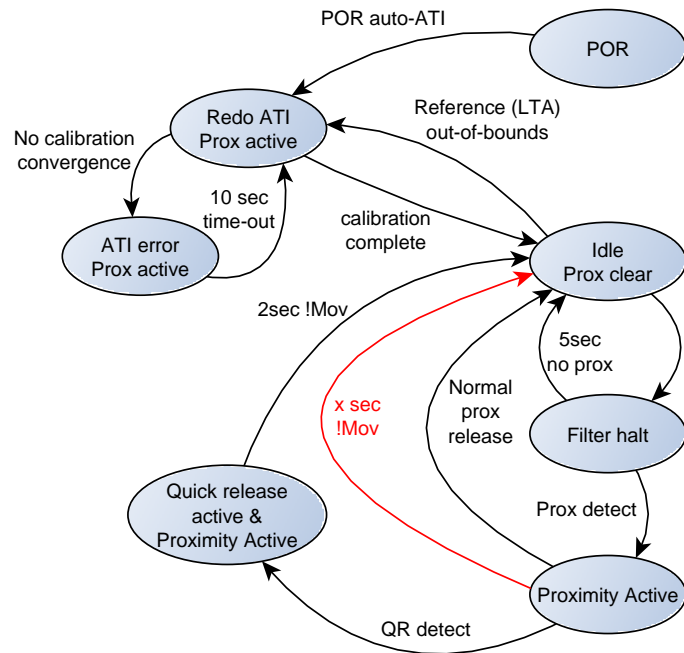 POR auto-ATI
POR
Redo ATI
Prox active
Reference (LTA)
out-of-bounds
No calibration
convergence
10 sec
time-out
calibration
complete
ATI error
Prox active
Idle
Prox clear
2sec !Mov
5sec
no prox
x sec
!Mov
Normal
prox
release
Filter halt
Quick release
active &
Proximity Active
Prox detect
Proximity Active
QR detect